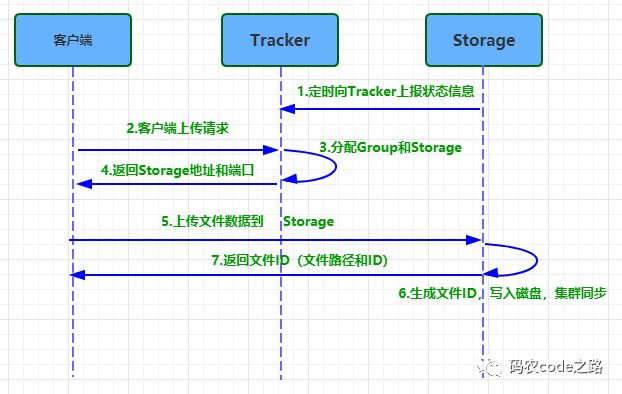 客户端
Tracker
Storage
1.定时向Tracker上报状态信息
2.客户端上传请求
3.分配Group和Storage
4.返回Storage地址和端口
5.上传文件数据到 Storage
7.返回文件ID（文件路径和ID）
6.生成文件ID，写入磁盘，集群同步
码农code之路